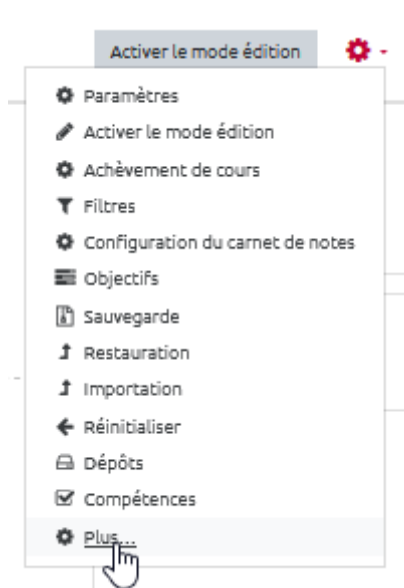 Activer le mode édition
Paramètres
Activer le mode édition
Achèvement de cours
Filtres
Configuration du carnet de notes
Objectifs
Sauvegarde
Restauration
Importation
Réinitialiser
Dépôts
Compétences
Plus...